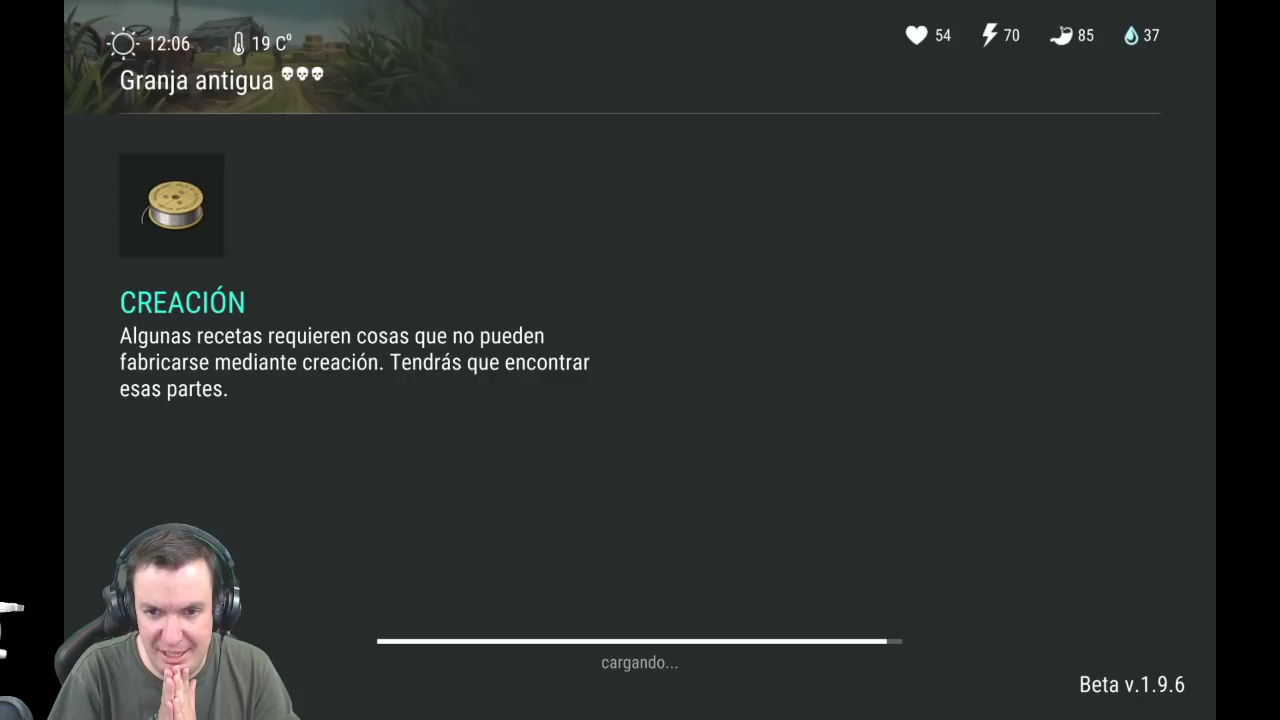 12:06 19 Cº
54 70 85 37
Granja antigua
CREACIÓN
Algunas recetas requieren cosas que no pueden
fabricarse mediante creación. Tendrás que encontrar
esas partes.
cargando...
Beta v.1.9.6